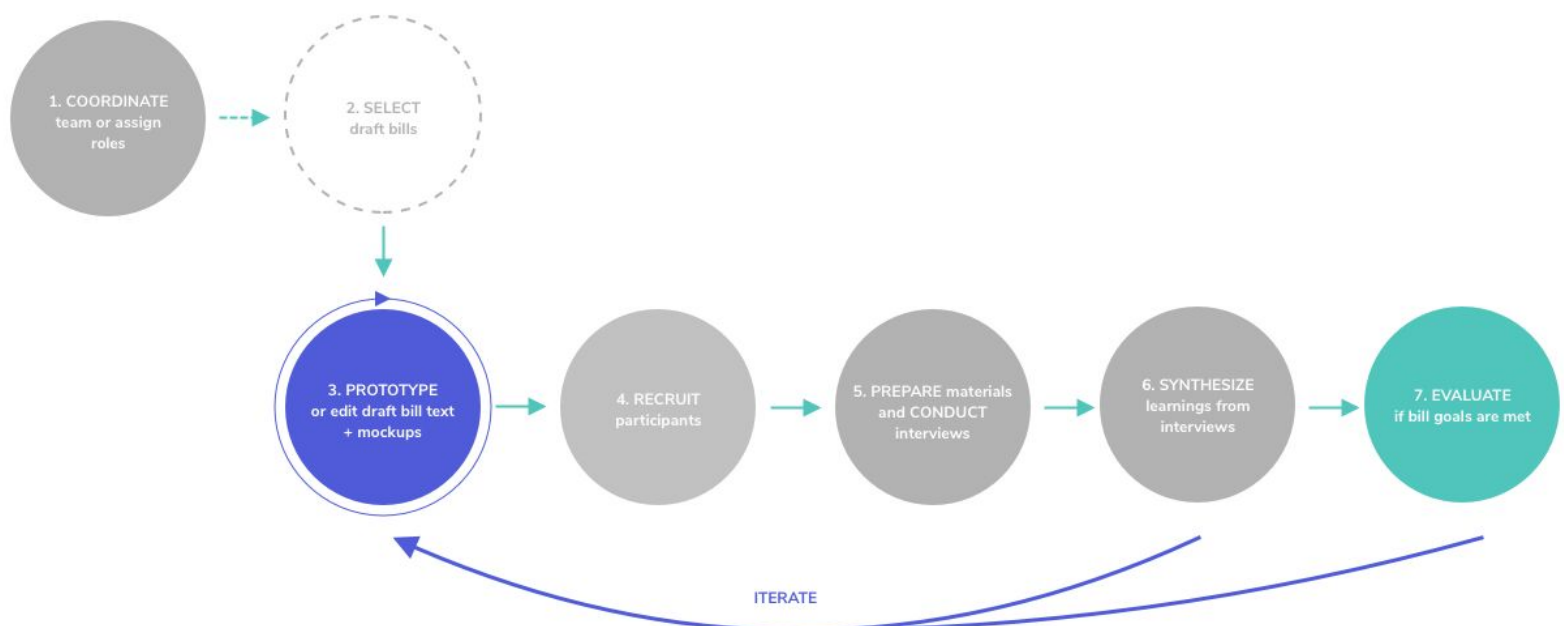 1. COORDINATE
team or assign
roles
2. SELECT
draft bills
3. PROTOTYPE
or edit draft bill text
+ mockups
4. RECRUIT
participants
5. PREPARE materials
and CONDUCT
interviews
6. SYNTHESIZE
learnings from
interviews
7. EVALUATE
if bill goals are met
ITERATE